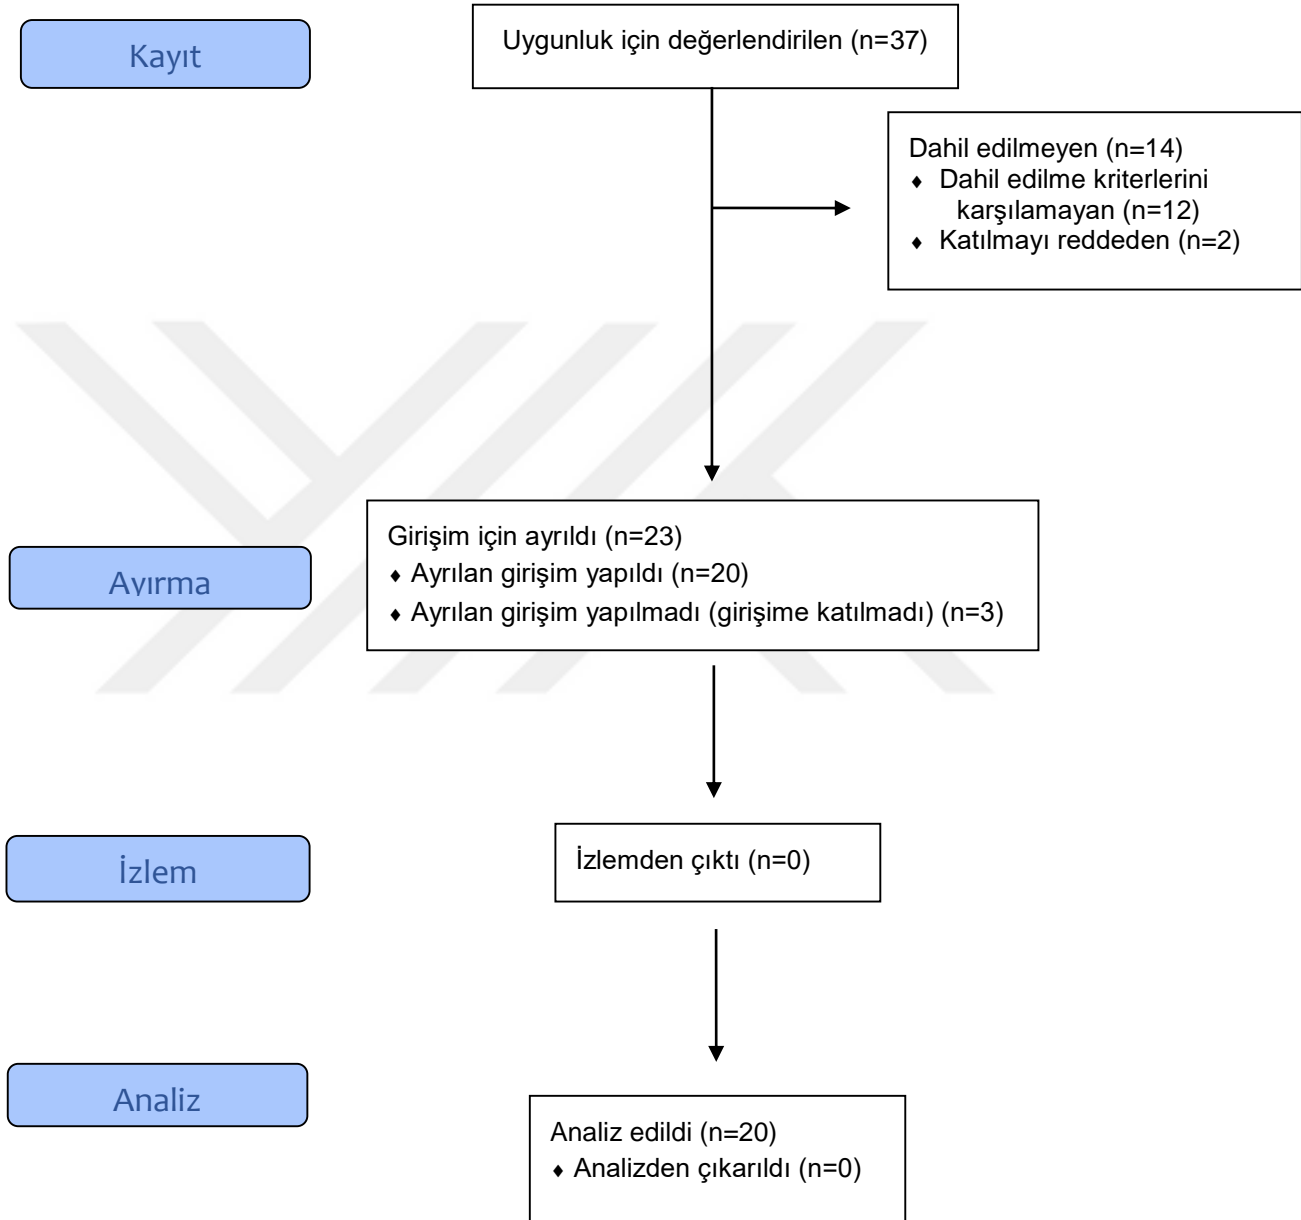 Kayıt
Uygunluk için değerlendirilen (n=37)
Dahil edilmeyen (n=14)
♦ Dahil edilme kriterlerini
karşılamayan (n=12)
♦ Katılmayı reddeden (n=2)
Ayırma
Girişim için ayrıldı (n=23)
♦ Ayrılan girişim yapıldı (n=20)
♦ Ayrılan girişim yapılmadı (girişime katılmadı) (n=3)
İzlem
İzlemden çıktı (n=0)
Analiz
Analiz edildi (n=20)
♦ Analizden çıkarıldı (n=0)